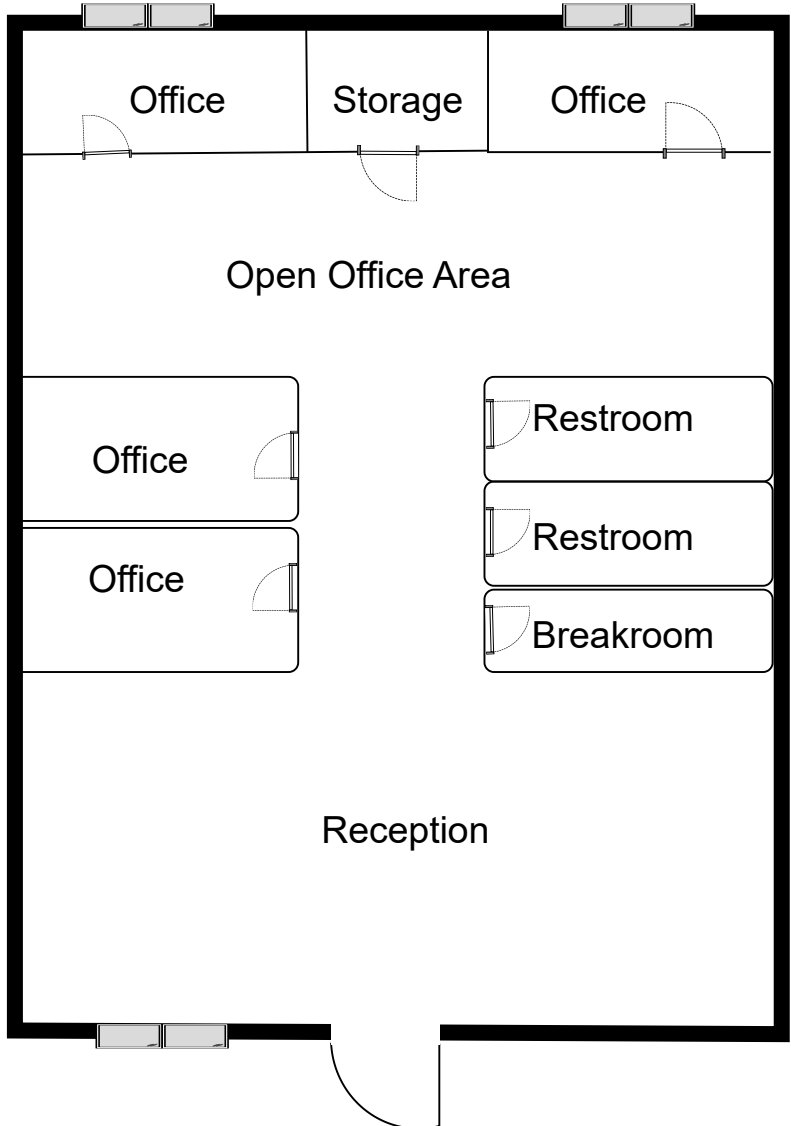 Office
Storage
Office
Open Office Area
Office
Restroom
Office
Restroom
Breakroom
Reception